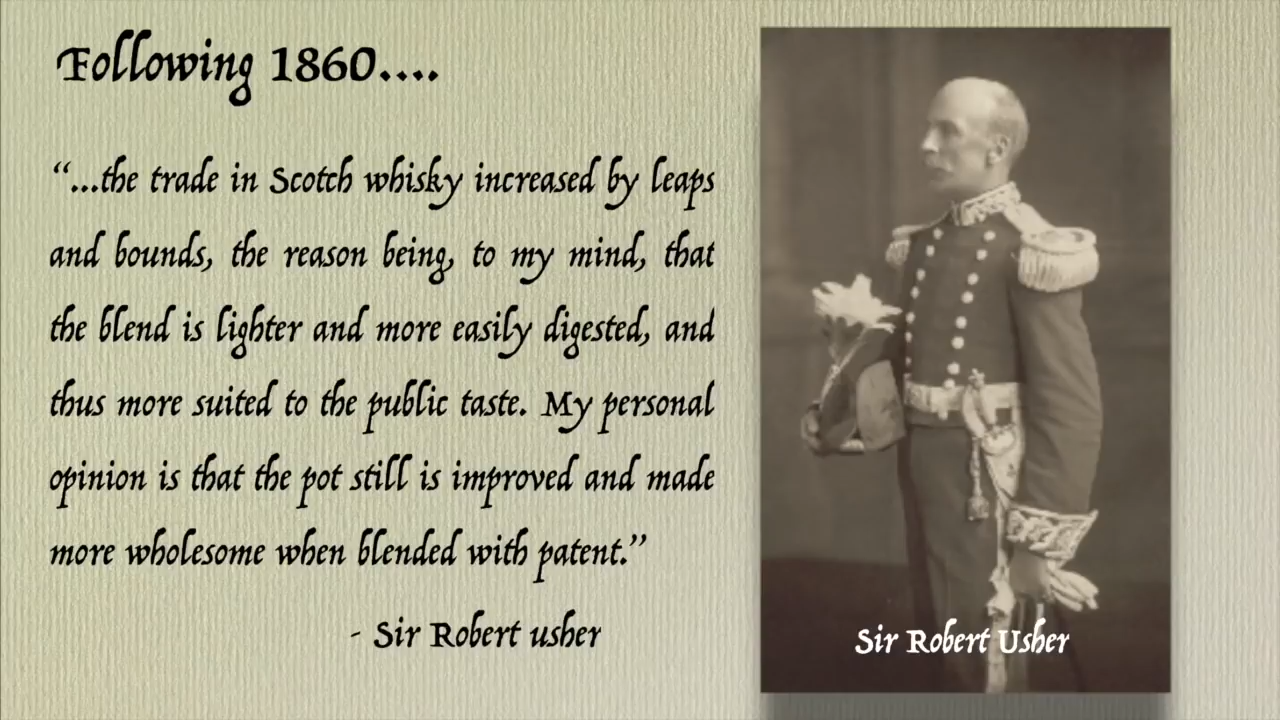 Following 1860....
“...the trade in Scotch whisky increased by leaps
and bounds, the reason being, to my mind, that
the blend is lighter and more easily digested, and
thus more suited to the public taste. My personal
opinion is that the pot still is improved and made
more wholesome when blended with patent.”
- Sir Robert usher
Sir Robert Usher